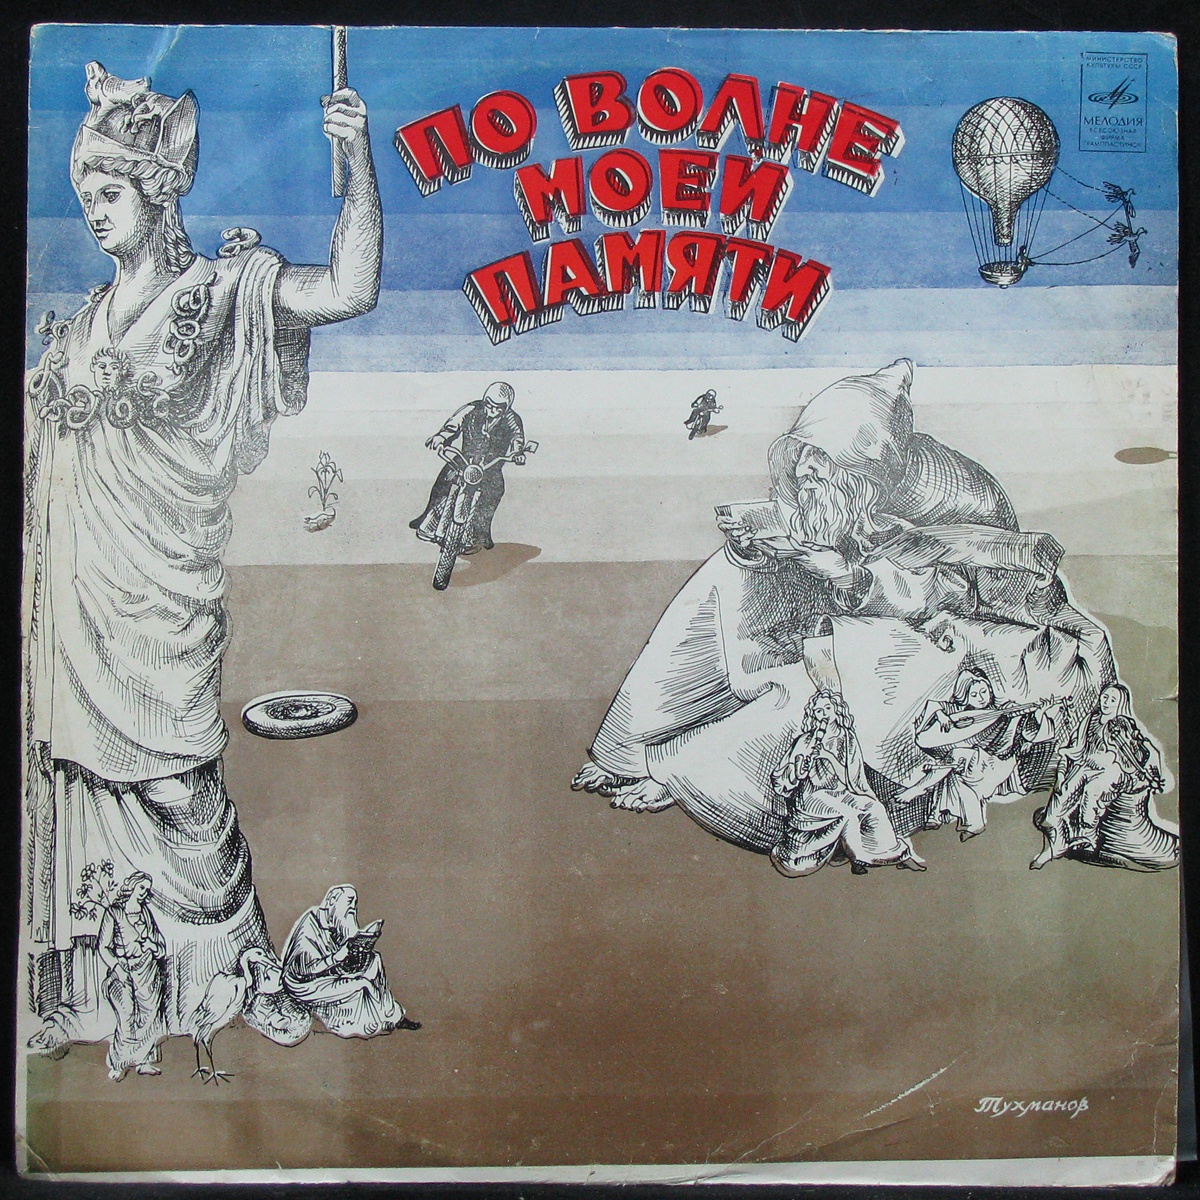 ПО ВОЛНЕ
МОЕЙ
ПАМЯТИ
МИНИСТЕРСТВО
КУЛЬТУРЫ СССР
МЕЛОДИЯ
ВСЕСОЮЗНАЯ
ФИРМА
ГРАМПЛАСТИНОК
Тухманов